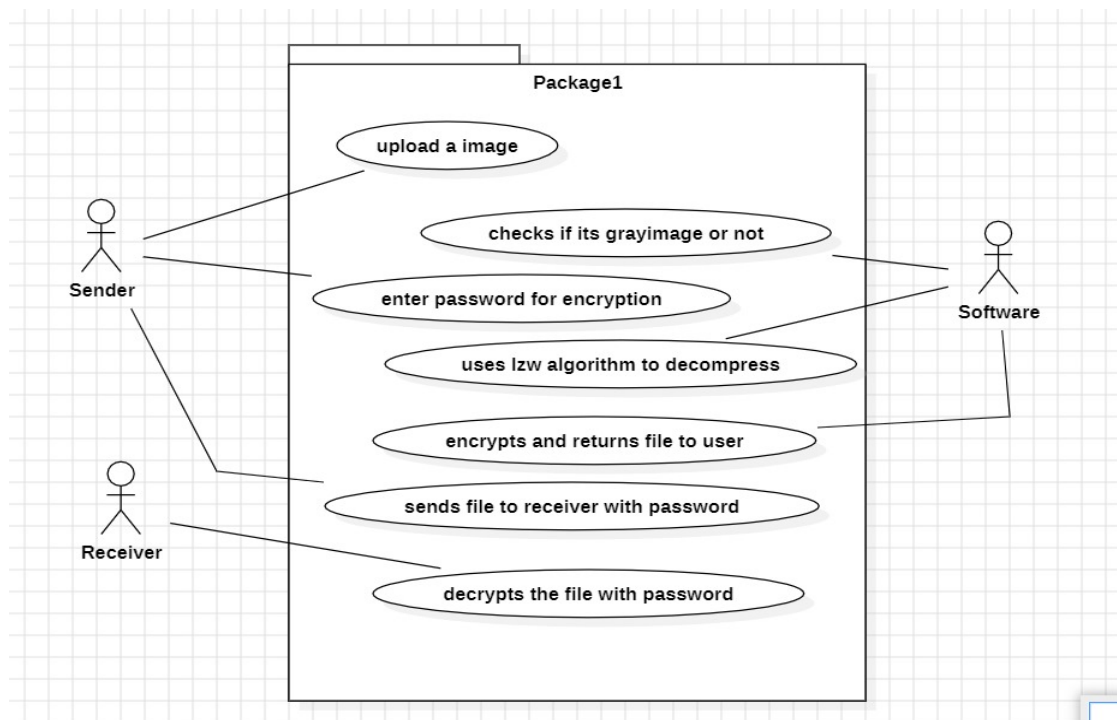 Package1
upload a image
checks if its grayimage or not
Sender
enter password for encryption
Software
uses lzw algorithm to decompress
encrypts and returns file to user
sends file to receiver with password
Receiver
decrypts the file with password